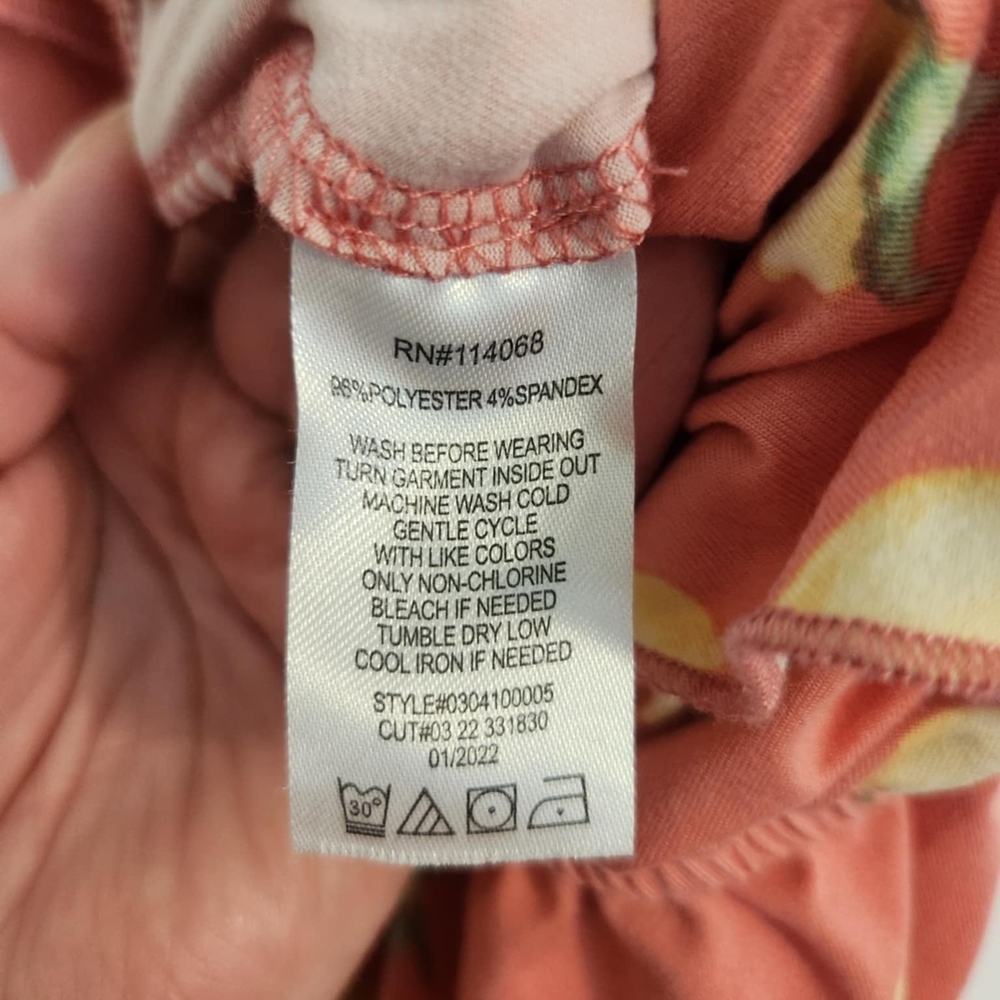 RN#114068
96%POLYESTER 4%SPANDEX
WASH BEFORE WEARING
TURN GARMENT INSIDE OUT
MACHINE WASH COLD
GENTLE CYCLE
WITH LIKE COLORS
ONLY NON-CHLORINE
BLEACH IF NEEDED
TUMBLE DRY LOW
COOL IRON IF NEEDED
STYLE#0304100005
CUT#03 22 331830
01/2022
30°